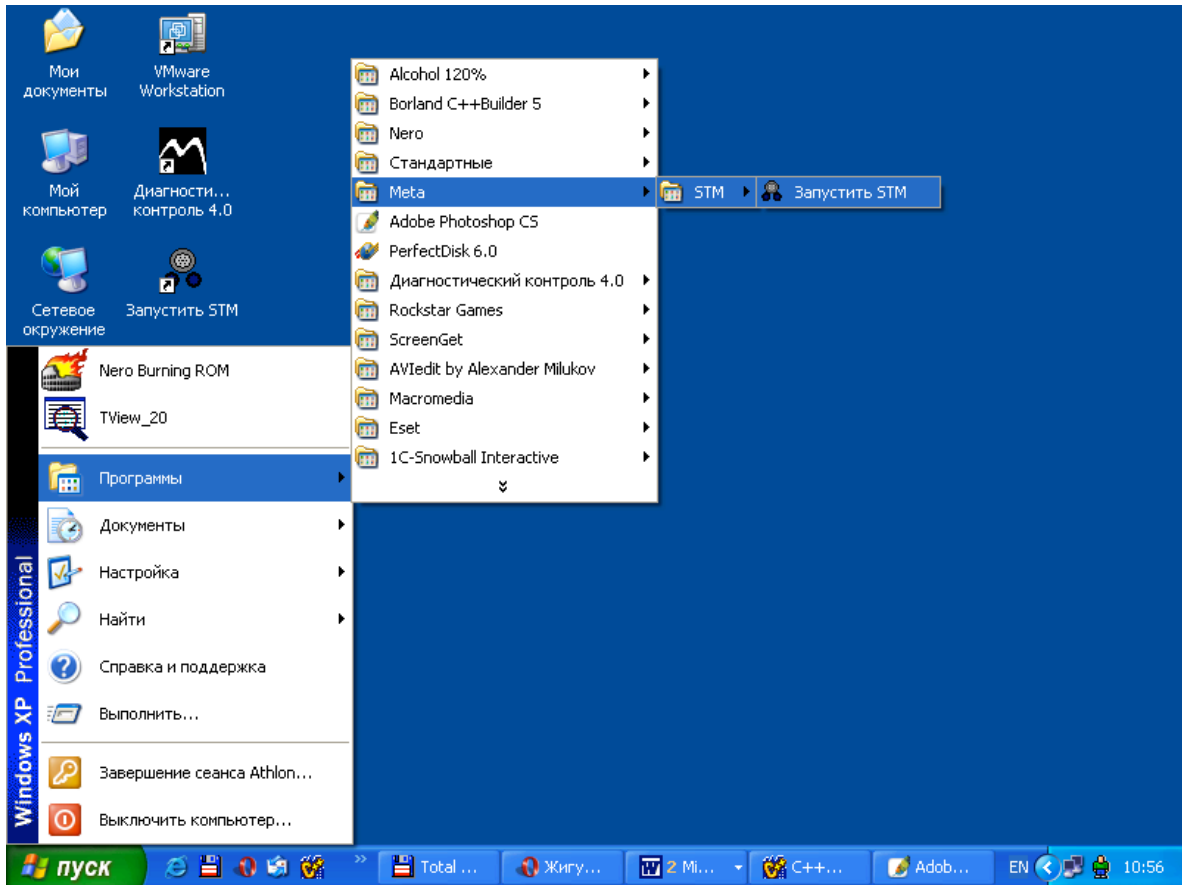 Мои
документы
VMware
Workstation
Мой
компьютер
Диагности...
контроль 4.0
Сетевое
окружение
Запустить STM
Alcohol 120%
Borland C++Builder 5
Nero
Стандартные
Meta
STM
Запустить STM
Adobe Photoshop CS
PerfectDisk 6.0
Диагностический контроль 4.0
Rockstar Games
ScreenGet
AVIedit by Alexander Milukov
Macromedia
Eset
1C-Snowball Interactive
Nero Burning ROM
TView_20
Программы
Документы
Настройка
Найти
Справка и поддержка
Выполнить...
Завершение сеанса Athlon...
Выключить компьютер...
Windows XP Professional
пуск
Total ...
Жигу...
2 Mi...
C++...
Adob...
EN
10:56